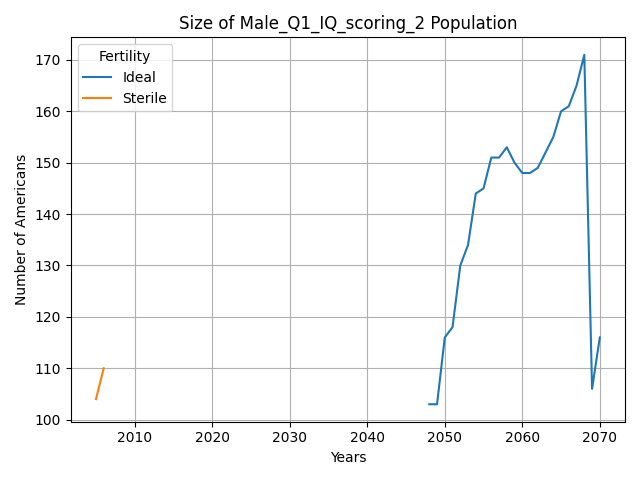 Size of Male_Q1_IQ_scoring_2 Population
Fertility
Ideal
Sterile
Number of Americans
170
160
150
140
130
120
110
100
2010 2020 2030 2040 2050 2060 2070
Years